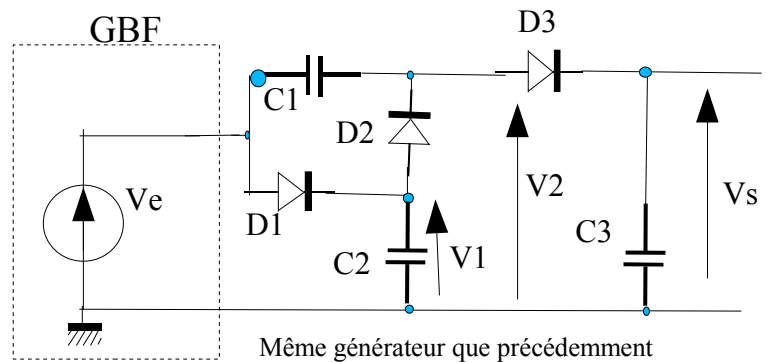 GBF
D3
C1
D2
Ve
V2
Vs
D1
C3
C2
V1
Même générateur que précédemment